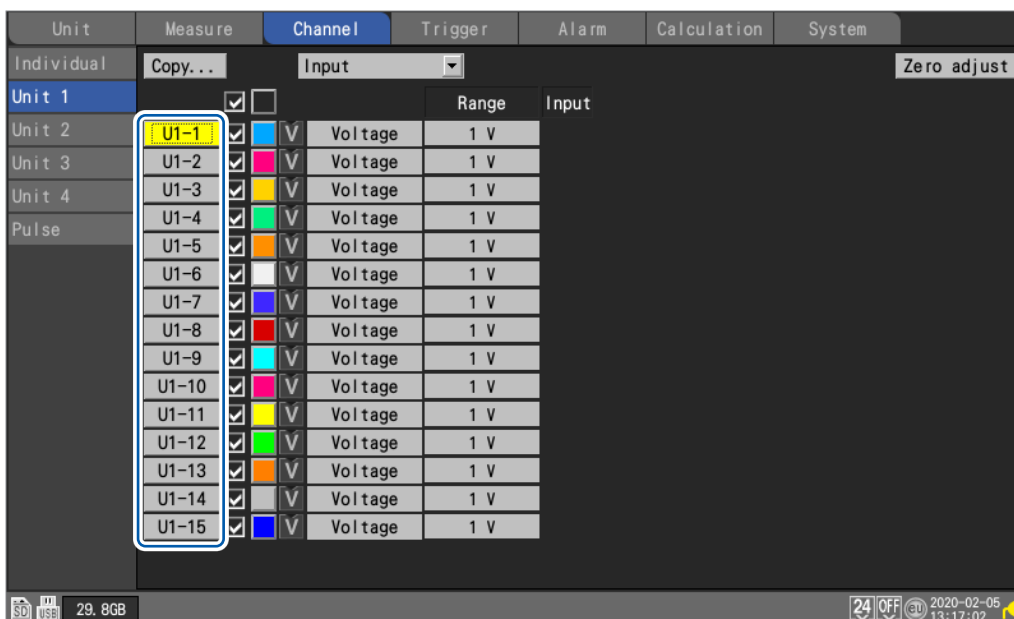 Unit Measure Channel Trigger Alarm Calculation System
Individual Copy... Input Zero adjust
Unit 1 Range Input
Unit 2
Unit 3
Unit 4
Pulse
U1-1 V Voltage 1 V
U1-2 V Voltage 1 V
U1-3 V Voltage 1 V
U1-4 V Voltage 1 V
U1-5 V Voltage 1 V
U1-6 V Voltage 1 V
U1-7 V Voltage 1 V
U1-8 V Voltage 1 V
U1-9 V Voltage 1 V
U1-10 V Voltage 1 V
U1-11 V Voltage 1 V
U1-12 V Voltage 1 V
U1-13 V Voltage 1 V
U1-14 V Voltage 1 V
U1-15 V Voltage 1 V
SD USB 29.8GB 24 OFF eu 2020-02-05
13:17:02